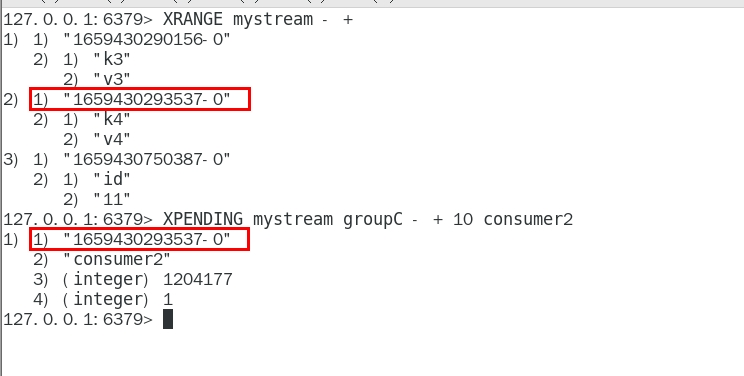 127.0.0.1:6379> XRANGE mystream - +
1) 1) "1659430290156-0"
   2) 1) "k3"
      2) "v3"
2) 1) "1659430293537-0"
   2) 1) "k4"
      2) "v4"
3) 1) "1659430750387-0"
   2) 1) "id"
      2) "11"
127.0.0.1:6379> XPENDING mystream groupC - + 10 consumer2
1) 1) "1659430293537-0"
   2) "consumer2"
   3) (integer) 1204177
   4) (integer) 1
127.0.0.1:6379>